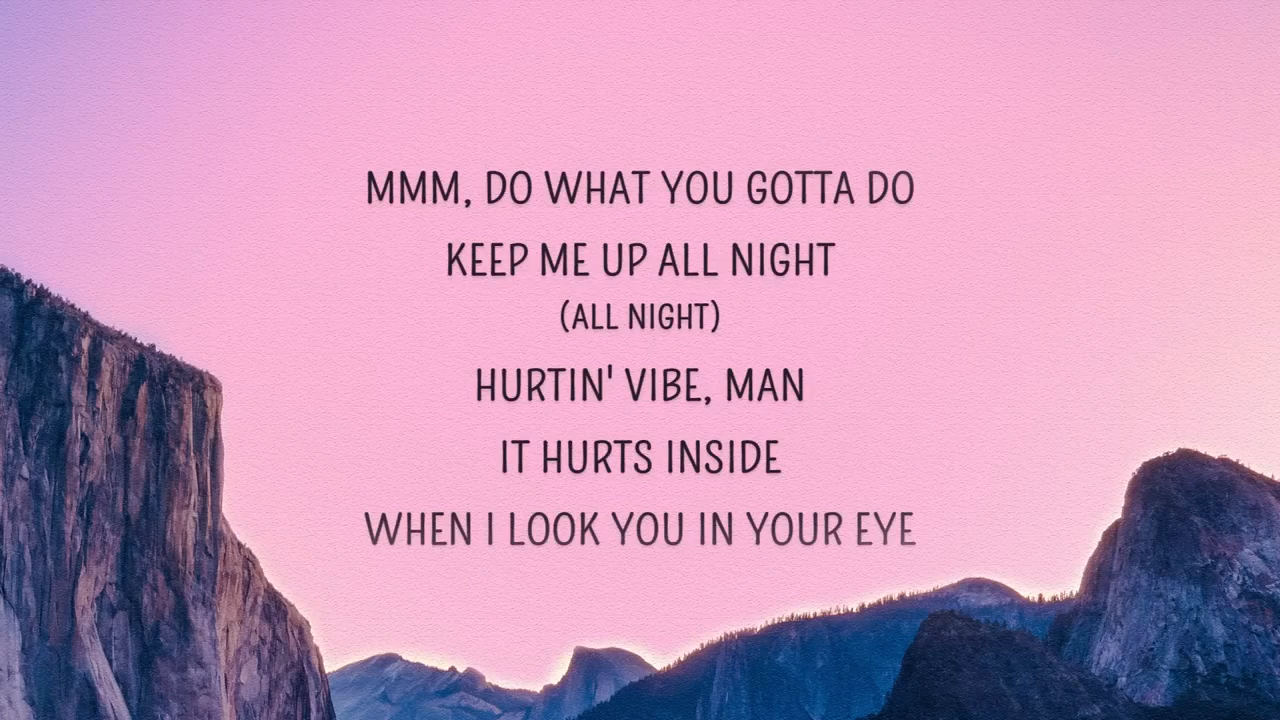 MMM, DO WHAT YOU GOTTA DO
KEEP ME UP ALL NIGHT
(ALL NIGHT)
HURTIN' VIBE, MAN
IT HURTS INSIDE
WHEN I LOOK YOU IN YOUR EYE